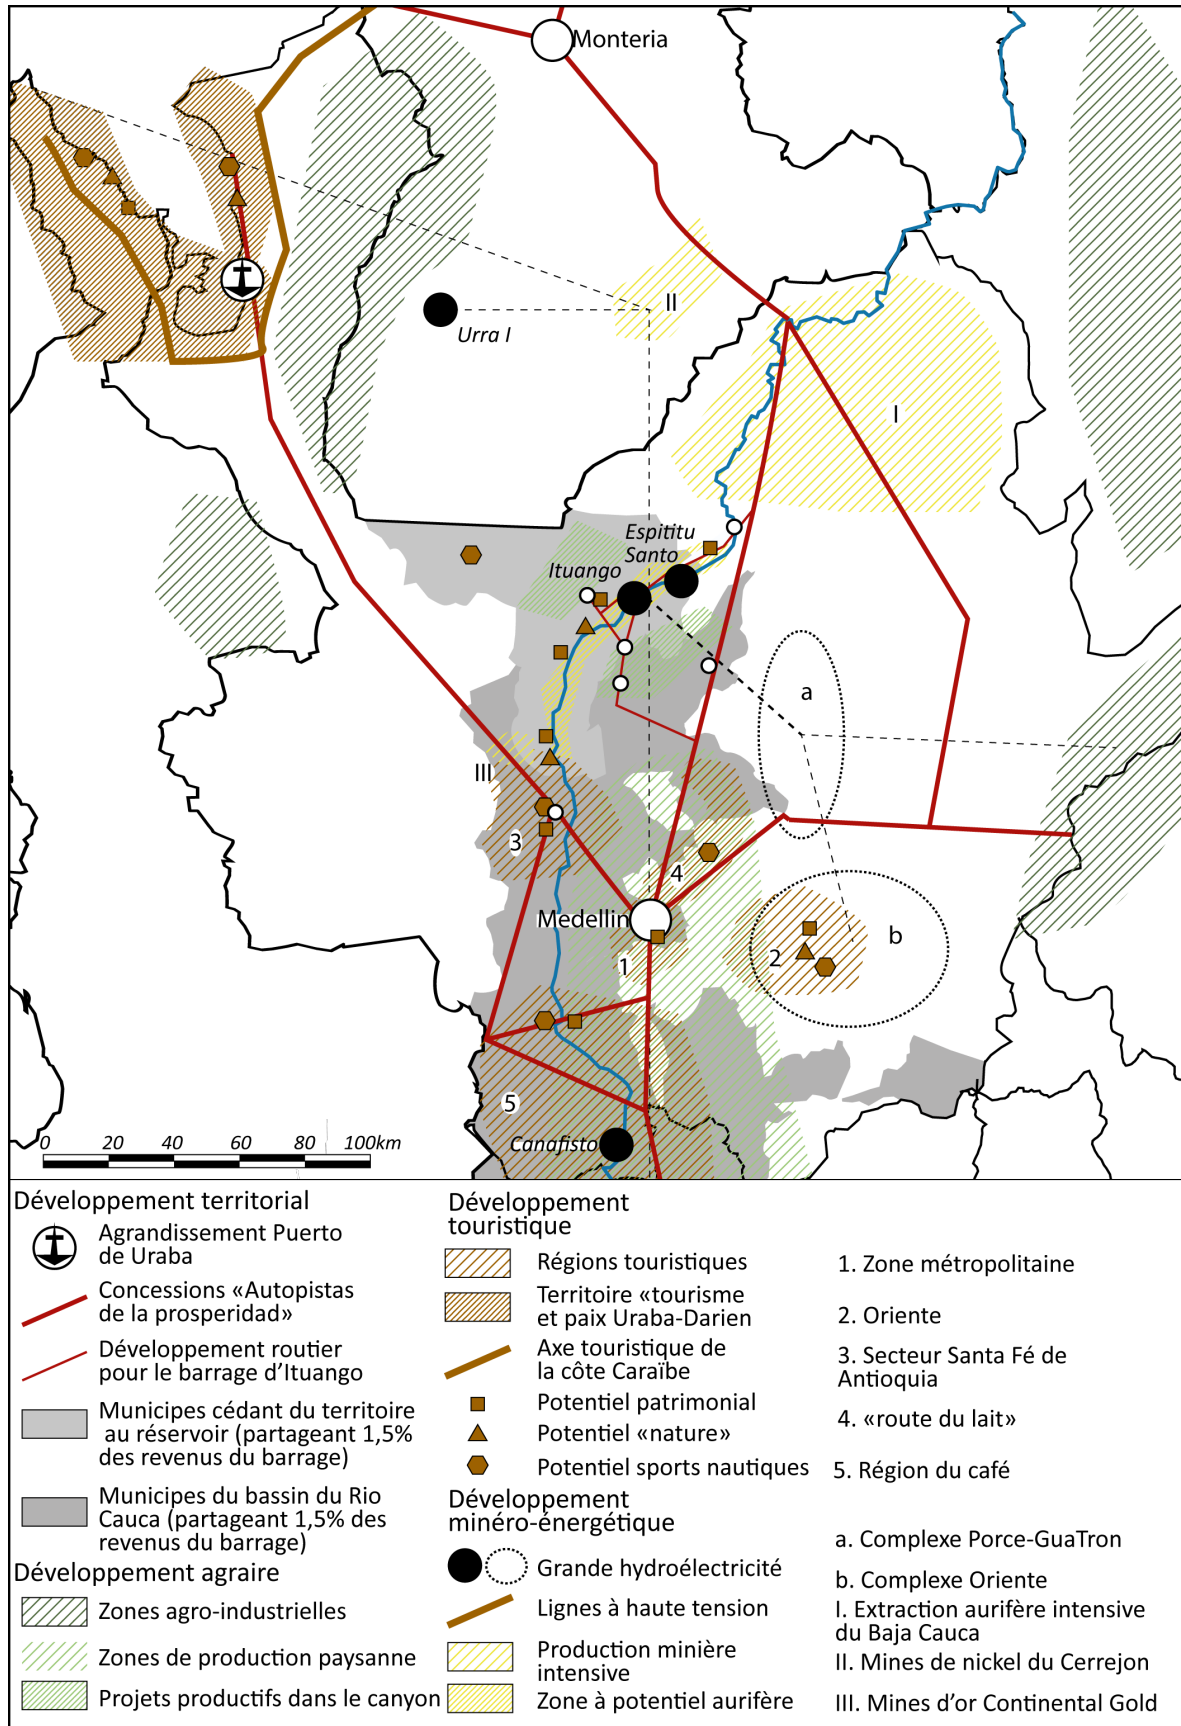 Monteria
II
Urra I
I
Espititu
Santo
Ituango
a
III
3
4
Medellin
b
1
2
5
Canafisto
0 20 40 60 80 100km
Développement territorial
Agrandissement Puerto
de Uraba
Concessions «Autopistas
de la prosperidad»
Développement routier
pour le barrage d'Ituango
Municipes cédant du territoire
au réservoir (partageant 1,5%
des revenus du barrage)
Municipes du bassin du Rio
Cauca (partageant 1,5% des
revenus du barrage)
Développement agraire
Zones agro-industrielles
Zones de production paysanne
Projets productifs dans le canyon
Développement
touristique
Régions touristiques
Territoire «tourisme
et paix Uraba-Darien
Axe touristique de
la côte Caraïbe
Potentiel patrimonial
Potentiel «nature»
Potentiel sports nautiques
Développement
minéro-énergétique
Grande hydroélectricité
Lignes à haute tension
Production minière
intensive
Zone à potentiel aurifère
1. Zone métropolitaine
2. Oriente
3. Secteur Santa Fé de
Antioquia
4. «route du lait»
5. Région du café
a. Complexe Porce-GuaTron
b. Complexe Oriente
I. Extraction aurifère intensive
du Baja Cauca
II. Mines de nickel du Cerrejon
III. Mines d'or Continental Gold